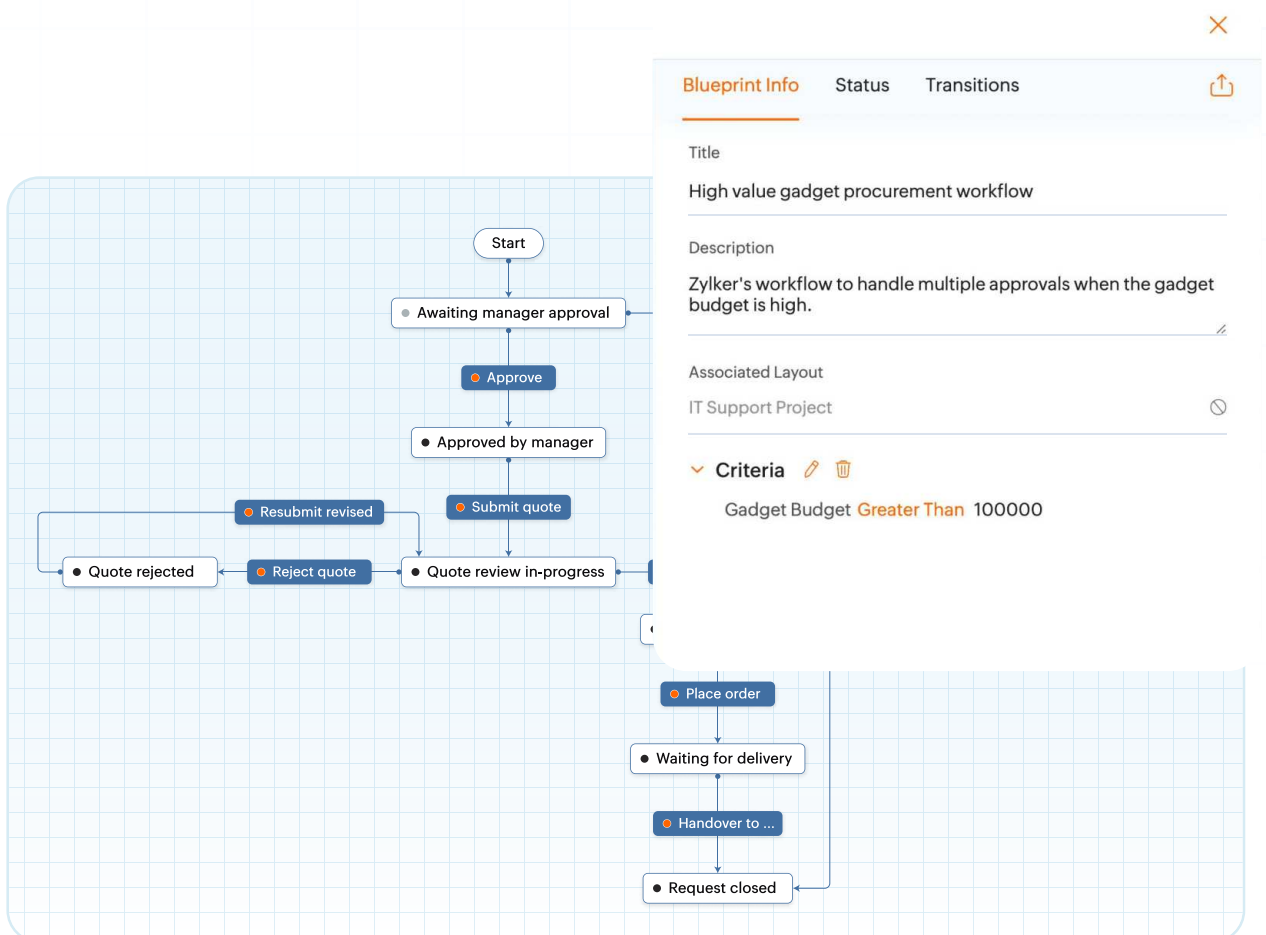 Blueprint Info
Status
Transitions
Title
High value gadget procurement workflow
Description
Zylker's workflow to handle multiple approvals when the gadget
budget is high.
Associated Layout
IT Support Project
Criteria
Gadget Budget Greater Than 100000
Start
Awaiting manager approval
Approve
Approved by manager
Resubmit revised
Submit quote
Quote rejected
Reject quote
Quote review in-progress
Place order
Waiting for delivery
Handover to ...
Request closed